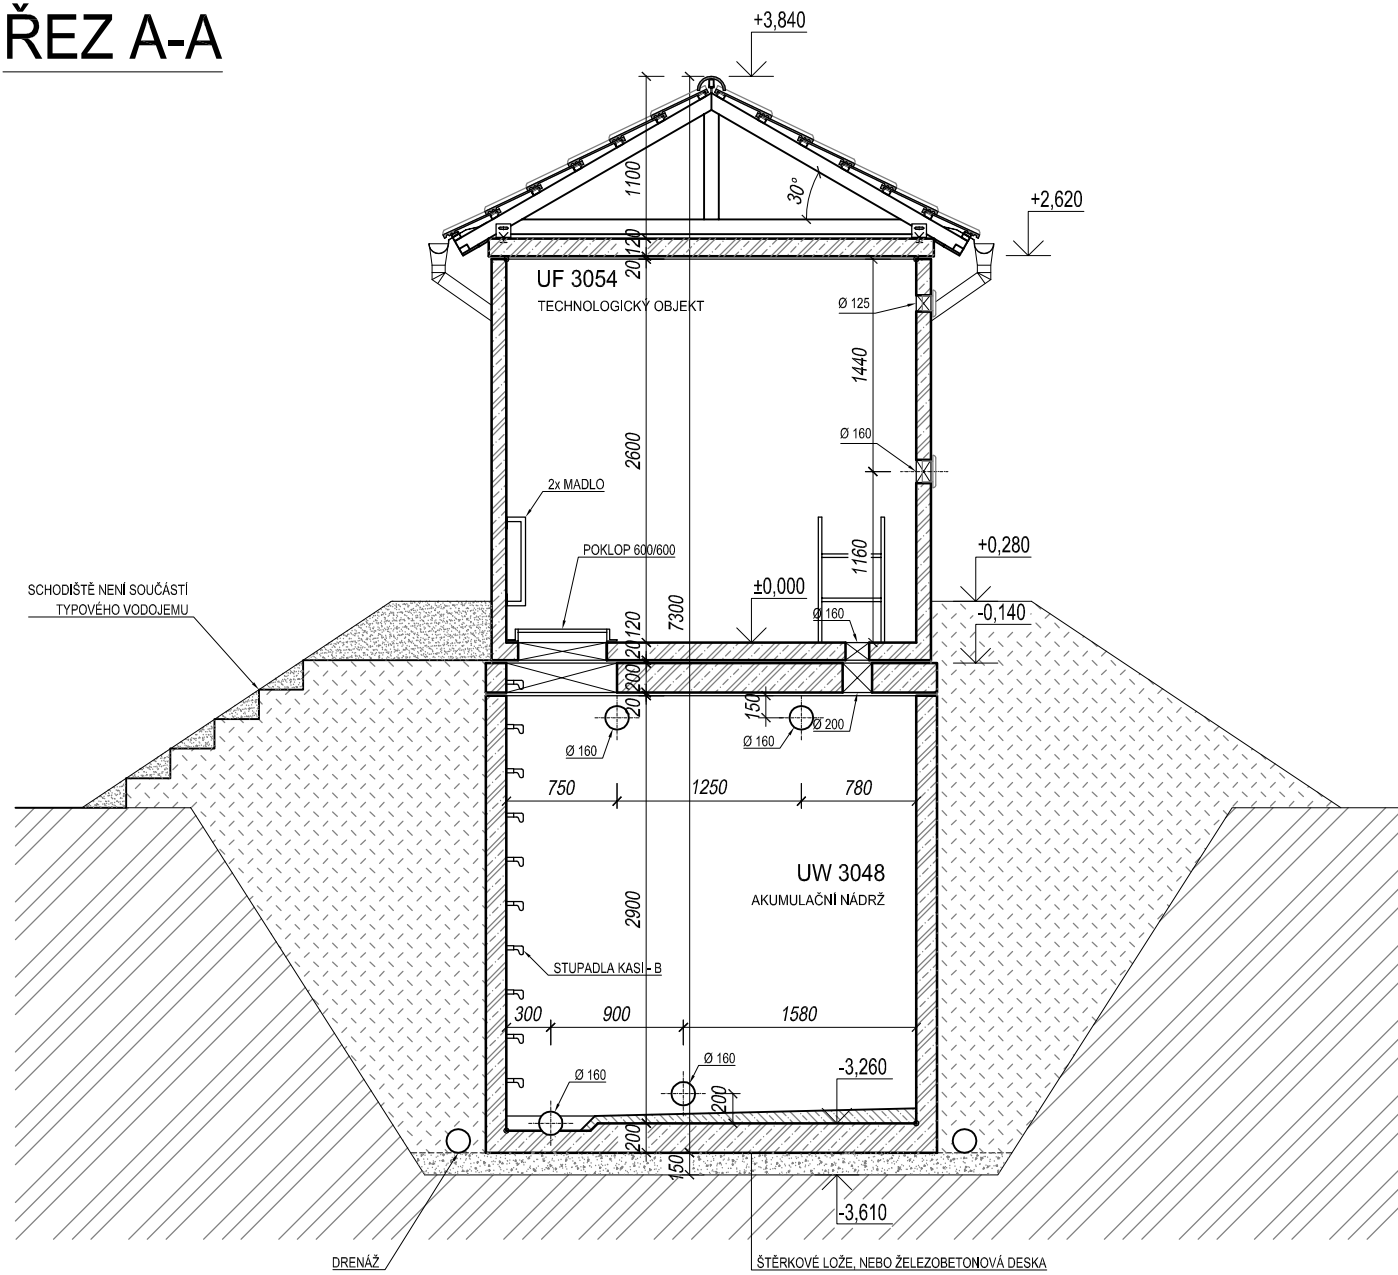 ŘEZ A-A
+3,840
1100
30°
+2,620
120
20
UF 3054
TECHNOLOGICKÝ OBJEKT
Ø 125
1440
2600
Ø 160
2x MADLO
POKLOP 600/600
1160
+0,280
SCHODIŠTĚ NENÍ SOUČÁSTÍ
TYPOVÉHO VODOJEMU
±0,000
7300
Ø 160
-0,140
120
20
200
20
150
Ø 160
Ø 160
Ø 200
750
1250
780
UW 3048
AKUMULAČNÍ NÁDRŽ
2900
STUPADLA KASI - B
300
900
1580
Ø 160
Ø 160
-3,260
200
200
150
-3,610
DRENÁŽ
ŠTĚRKOVÉ LOŽE, NEBO ŽELEZOBETONOVÁ DESKA